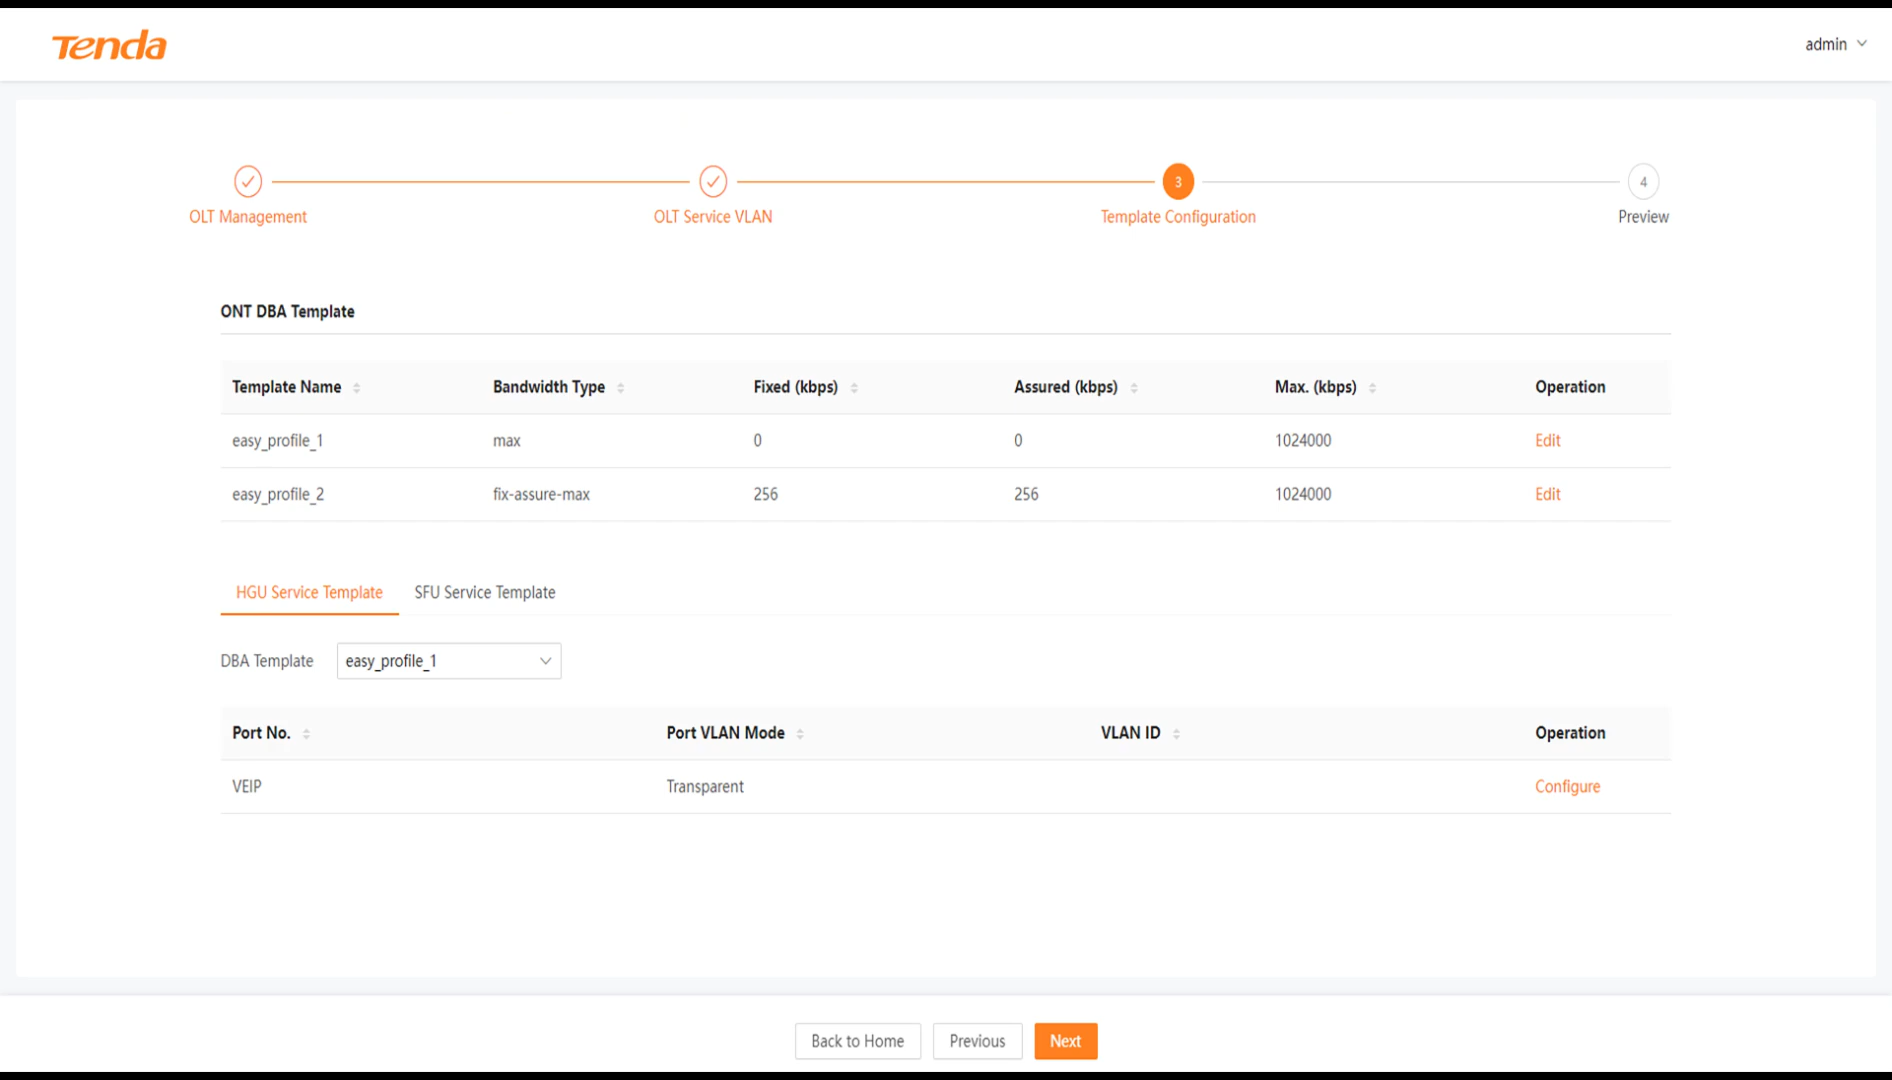 Tenda
admin
3
4
OLT Management
OLT Service VLAN
Template Configuration
Preview
ONT DBA Template
Template Name Bandwidth Type Fixed (kbps) Assured (kbps) Max. (kbps) Operation
easy_profile_1 max 0 0 1024000 Edit
easy_profile_2 fix-assure-max 256 256 1024000 Edit
HGU Service Template SFU Service Template
DBA Template easy_profile_1
Port No. Port VLAN Mode VLAN ID Operation
VEIP Transparent Configure
Back to Home Previous Next